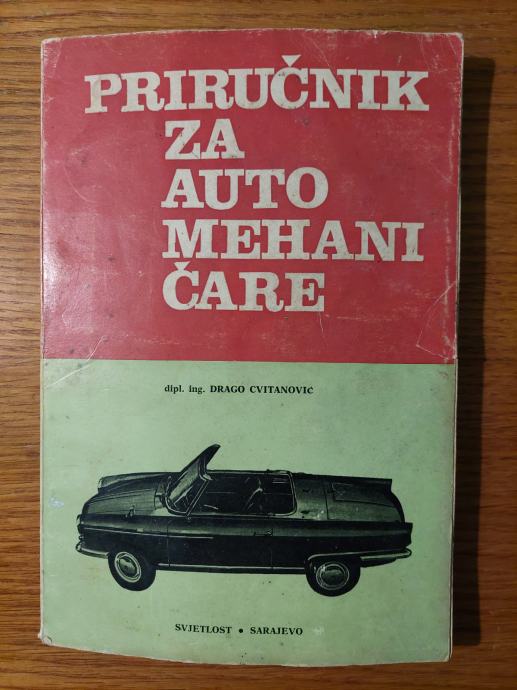 PRIRUČNIK
ZA
AUTO
MEHANI
ČARE
dipl. ing. DRAGO CVITANOVIĆ
SVJETLOST • SARAJEVO